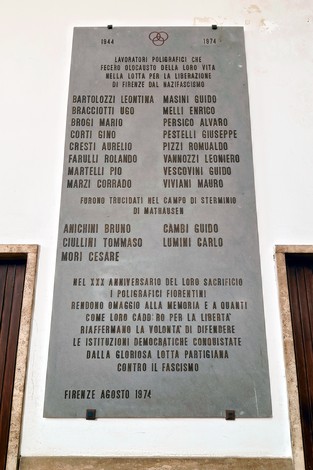 1944 1974
LAVORATORI POLIGRAFICI CHE
FECERO OLOCAUSTO DELLA LORO VITA
NELLA LOTTA PER LA LIBERAZIONE
DI FIRENZE DAL NAZIFASCISMO
BARTOLOZZI LEONTINA MASINI GUIDO
BRACCIOTTI UGO MELLI ENRICO
BROGI MARIO PERSICO ALVARO
CORTI GINO PESTELLI GIUSEPPE
CRESTI AURELIO PIZZI ROMUALDO
FARULLI ROLANDO VANNOZZI LEONIERO
MARTELLI PIO VESCOVINI GUIDO
MARZI CORRADO VIVIANI MAURO
FURONO TRUCIDATI NEL CAMPO DI STERMINIO
DI MATHAUSEN
ANICHINI BRUNO CAMBI GUIDO
CIULLINI TOMMASO LUMINI CARLO
MORI CESARE
NEL XXX ANNIVERSARIO DEL LORO SACRIFICIO
I POLIGRAFICI FIORENTINI
RENDONO OMAGGIO ALLA MEMORIA E A QUANTI
COME LORO CADD RO PER LA LIBERTA'
RIAFFERMANO LA VOLONTA' DI DIFENDERE
LE ISTITUZIONI DEMOCRATICHE CONQUISTATE
DALLA GLORIOSA LOTTA PARTIGIANA
CONTRO IL FASCISMO
FIRENZE AGOSTO 1974